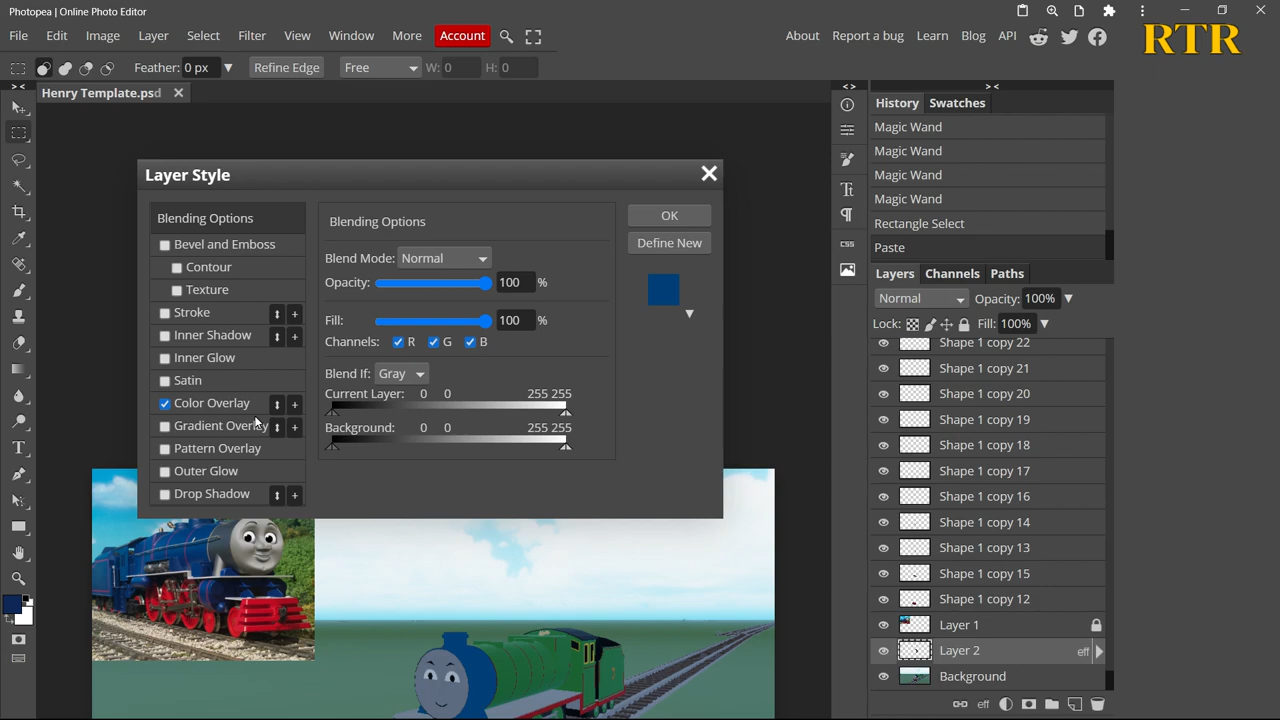 Photopea | Online Photo Editor
File Edit Image Layer Select Filter View Window More Account
About Report a bug Learn Blog API
RTR
Feather: 0 px Refine Edge Free W: 0 H: 0
> < Henry Template.psd < > > <
History Swatches
Magic Wand
Magic Wand
Magic Wand
Magic Wand
Rectangle Select
Paste
Layer Style
Blending Options
Bevel and Emboss
Contour
Texture
Stroke +
Inner Shadow +
Inner Glow
Satin
Color Overlay +
Gradient Overlay +
Pattern Overlay
Outer Glow
Drop Shadow +
Blending Options
Blend Mode: Normal
Opacity: 100 %
Fill: 100 %
Channels: R G B
Blend If: Gray
Current Layer: 0 0 255 255
Background: 0 0 255 255
OK
Define New
CSS
Layers Channels Paths
Normal Opacity: 100%
Lock: Fill: 100%
Shape 1 copy 22
Shape 1 copy 21
Shape 1 copy 20
Shape 1 copy 19
Shape 1 copy 18
Shape 1 copy 17
Shape 1 copy 16
Shape 1 copy 14
Shape 1 copy 13
Shape 1 copy 15
Shape 1 copy 12
Layer 1
Layer 2 eff
Background
eff